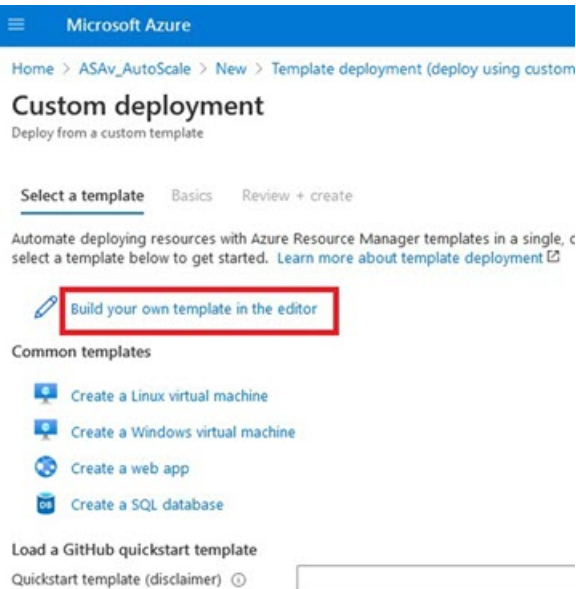 Microsoft Azure
Home > ASAv_AutoScale > New > Template deployment (deploy using custom
Custom deployment
Deploy from a custom template
Select a template Basics Review + create
Automate deploying resources with Azure Resource Manager templates in a single,
select a template below to get started. Learn more about template deployment
Build your own template in the editor
Common templates
Create a Linux virtual machine
Create a Windows virtual machine
Create a web app
DB Create a SQL database
Load a GitHub quickstart template
Quickstart template (disclaimer)